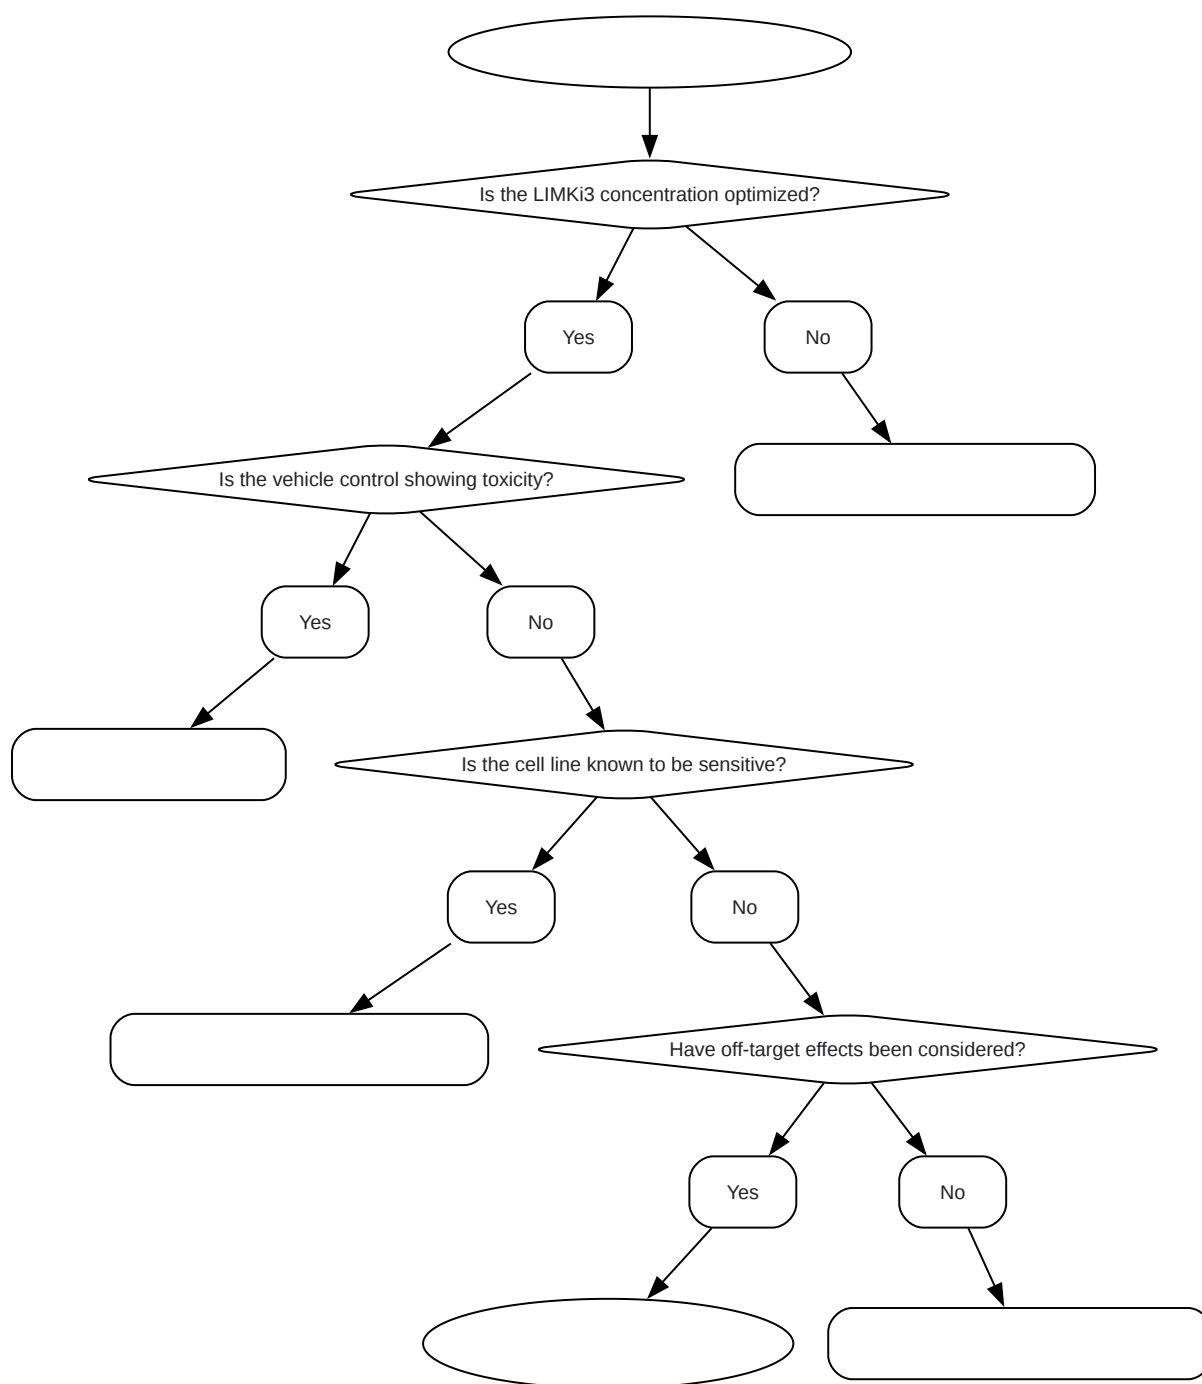 Is the LIMKi3 concentration optimized?
Yes
No
Is the vehicle control showing toxicity?
Yes
No
Is the cell line known to be sensitive?
Yes
No
Have off-target effects been considered?
Yes
No